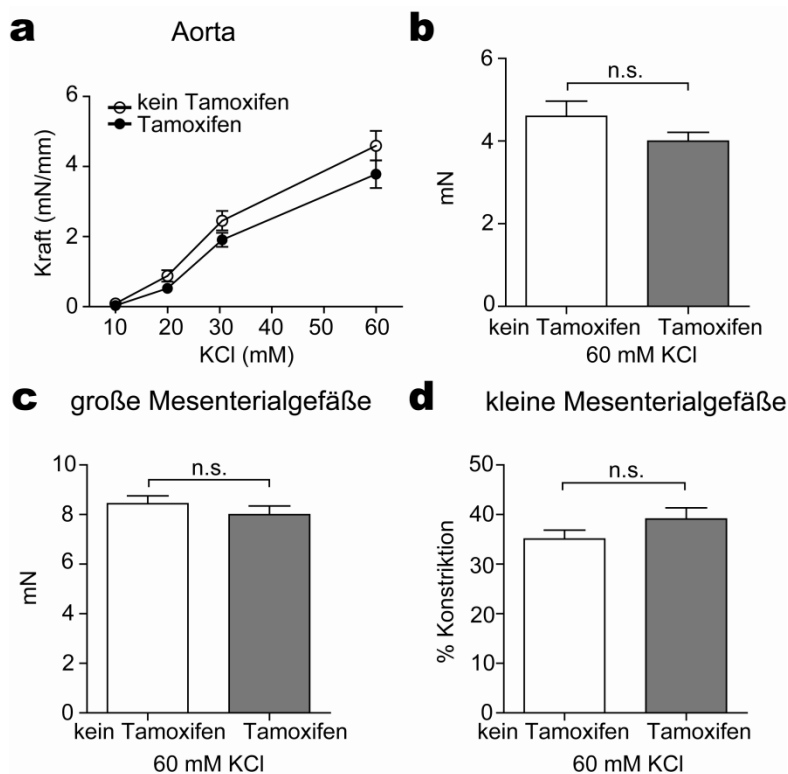 a Aorta
kein Tamoxifen
Tamoxifen
Kraft (mN/mm)
6
4
2
0
10 20 30 40 50 60
KCl (mM)
b
n.s.
mN
6
4
2
0
kein Tamoxifen Tamoxifen
60 mM KCl
c große Mesenterialgefäße
n.s.
mN
10
8
6
4
2
0
kein Tamoxifen Tamoxifen
60 mM KCl
d kleine Mesenterialgefäße
n.s.
% Konstriktion
50
40
30
20
10
0
kein Tamoxifen Tamoxifen
60 mM KCl